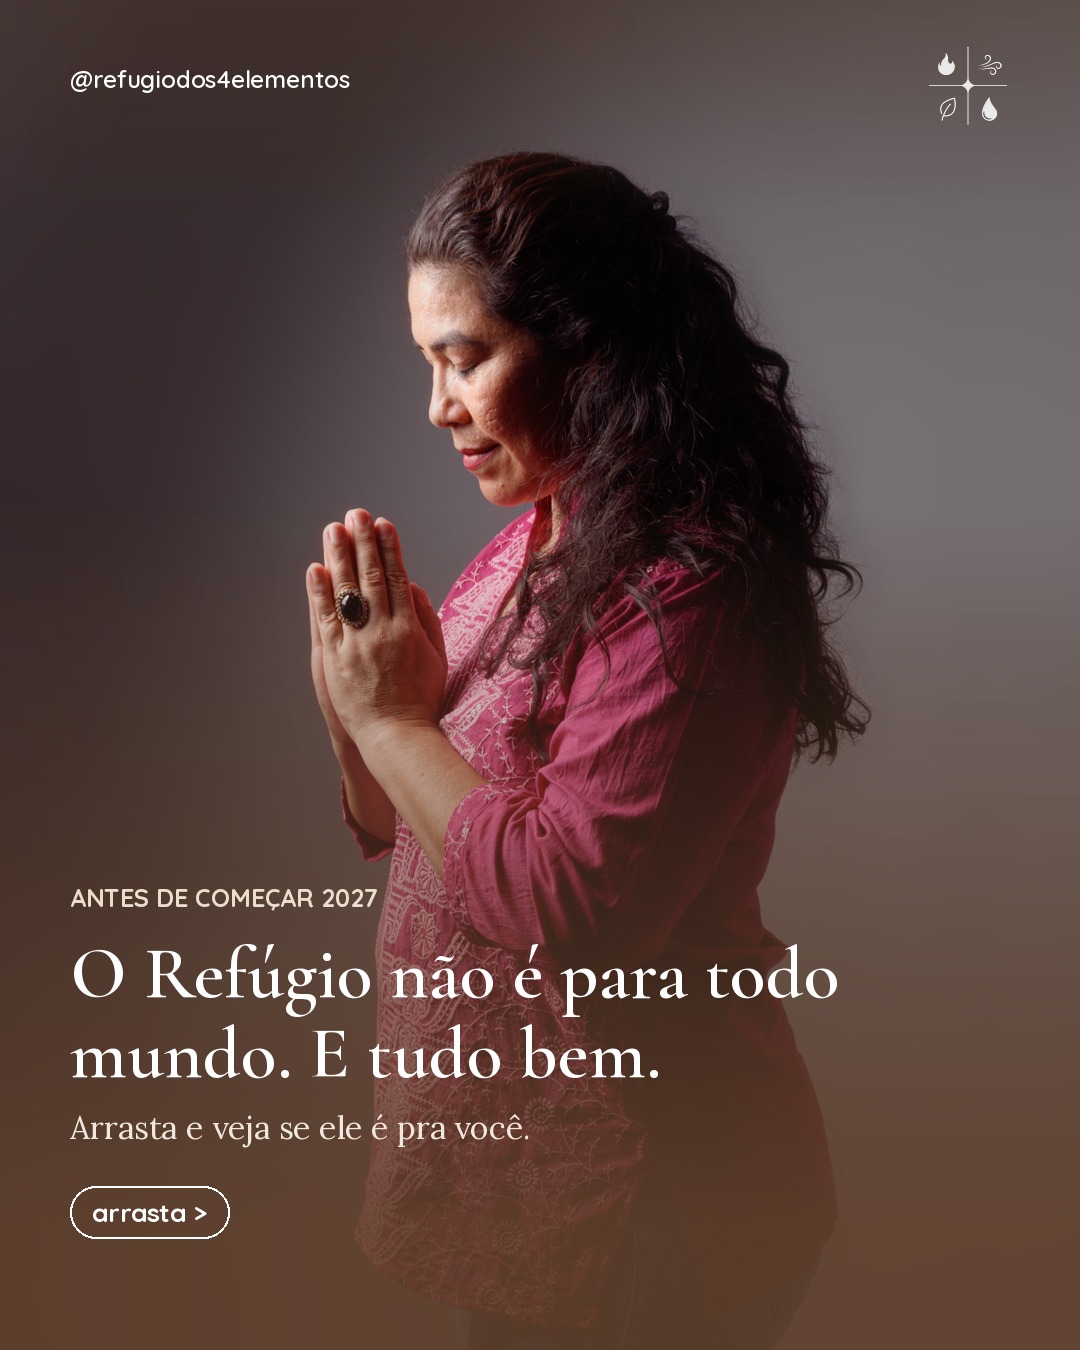 @refugiodos4elementos
ANTES DE COMEÇAR 2027
O Refúgio não é para todo
mundo. E tudo bem.
Arrasta e veja se ele é pra você.
arrasta >